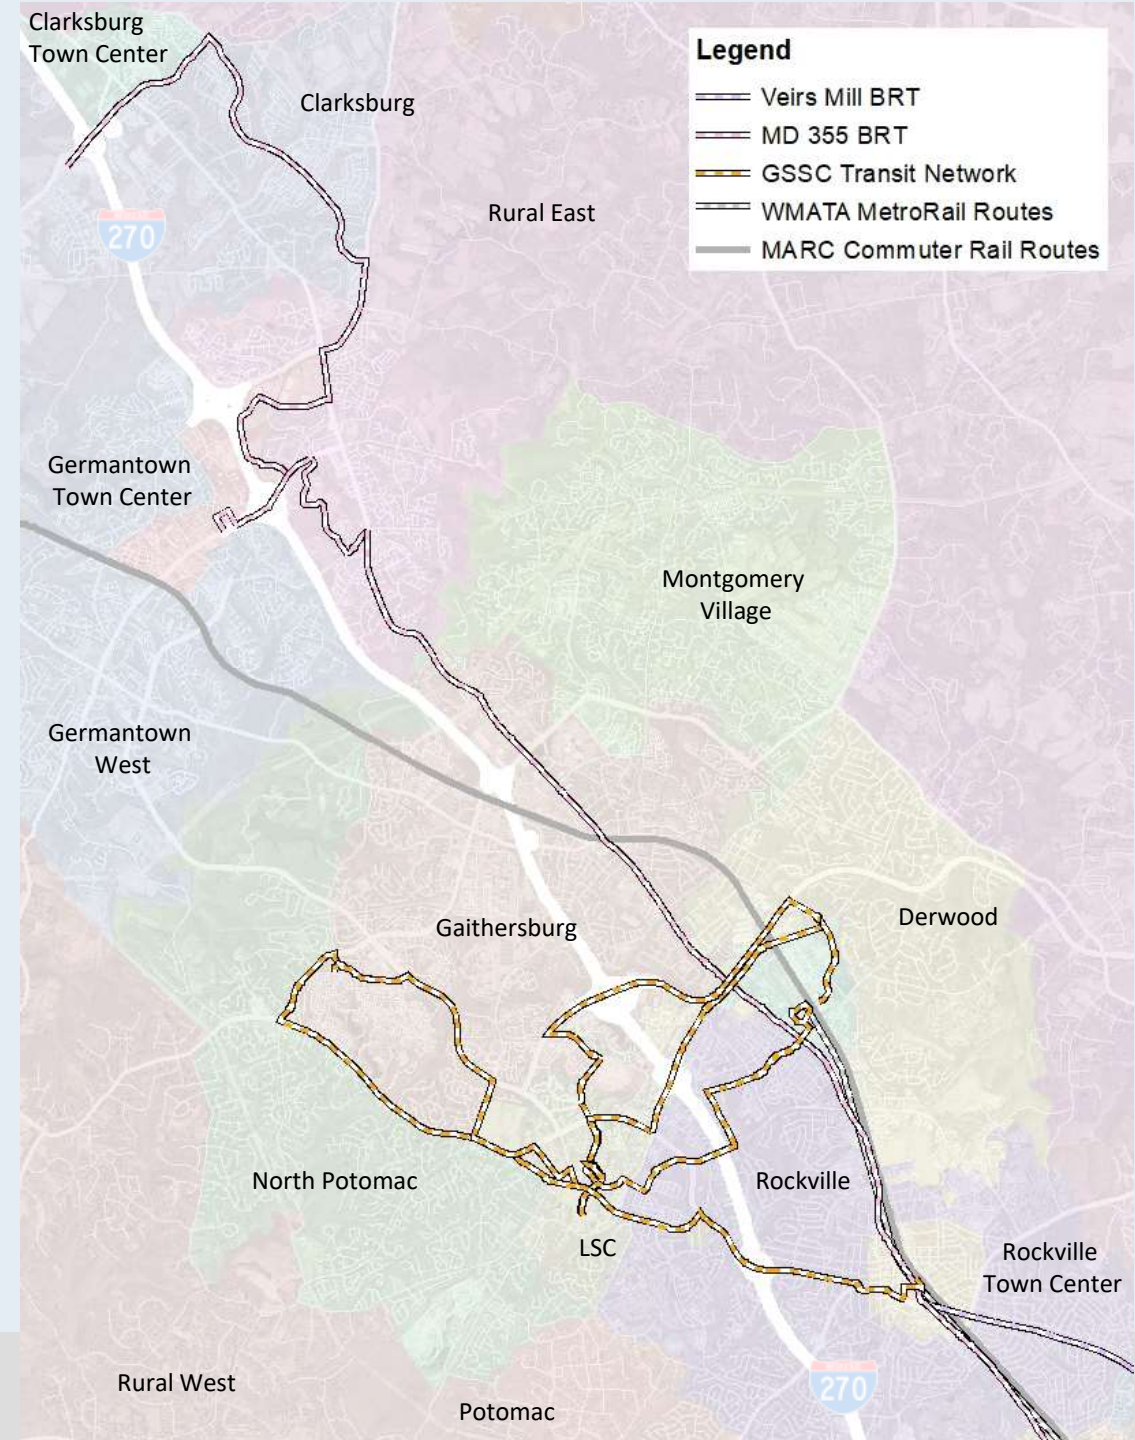 Clarksburg
Town Center
Clarksburg
Legend
Veirs Mill BRT
MD 355 BRT
GSSC Transit Network
WMATA MetroRail Routes
MARC Commuter Rail Routes
Rural East
270
Germantown
Town Center
Montgomery
Village
Germantown
West
Gaithersburg
Derwood
North Potomac
Rockville
LSC
Rockville
Town Center
Rural West
270
Potomac